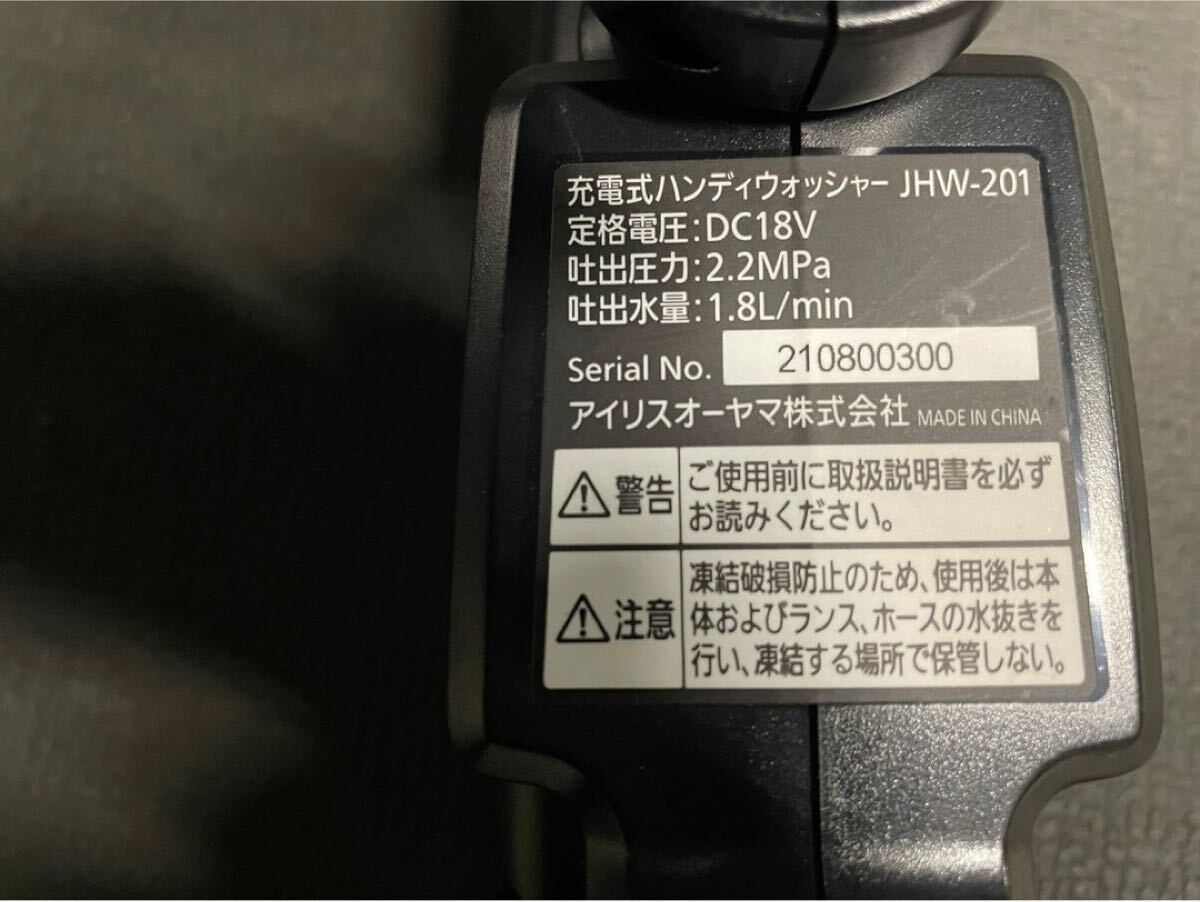 充電式ハンディウォッシャー JHW-201
定格電圧:DC18V
吐出圧力:2.2MPa
吐出水量:1.8L/min
Serial No. 210800300
アイリスオーヤマ株式会社 MADE IN CHINA
警告 ご使用前に取扱説明書を必ず
お読みください。
注意 凍結破損防止のため、使用後は本
体およびランス、ホースの水抜きを
行い、凍結する場所で保管しない。